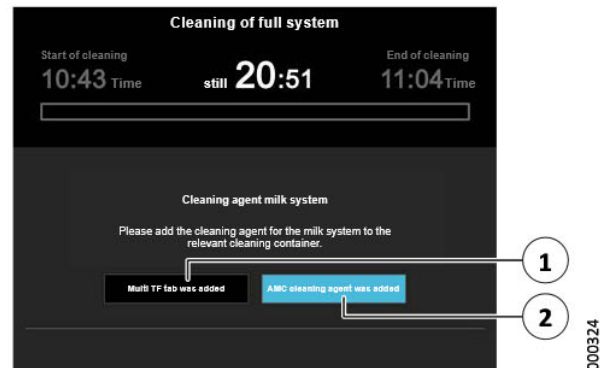 Cleaning of full system
Start of cleaning
End of cleaning
10:43 Time
still 20:51
11:04 Time
Cleaning agent milk system
Please add the cleaning agent for the milk system to the
relevant cleaning container.
Multi TF tab was added
AMC cleaning agent was added
1
2
000324